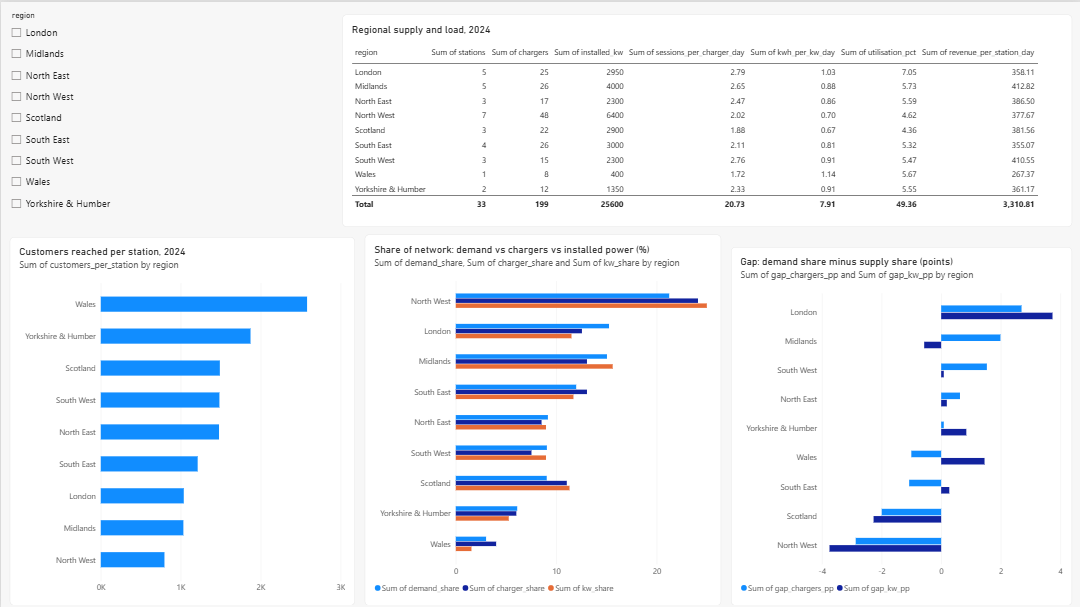 region
London
Midlands
North East
North West
Scotland
South East
South West
Wales
Yorkshire & Humber
Regional supply and load, 2024
region Sum of stations Sum of chargers Sum of installed_kw Sum of sessions_per_charger_day Sum of kwh_per_kw_day Sum of utilisation_pct Sum of revenue_per_station_day
London 5 25 2950 2.79 1.03 7.05 358.11
Midlands 5 26 4000 2.65 0.88 5.73 412.82
North East 3 17 2300 2.47 0.86 5.59 386.50
North West 7 48 6400 2.02 0.70 4.62 377.67
Scotland 3 22 2900 1.88 0.67 4.36 381.56
South East 4 26 3000 2.11 0.81 5.32 355.07
South West 3 15 2300 2.76 0.91 5.47 410.55
Wales 1 8 400 1.72 1.14 5.67 267.37
Yorkshire & Humber 2 12 1350 2.33 0.91 5.55 361.17
Total 33 199 25600 20.73 7.91 49.36 3,310.81
Customers reached per station, 2024
Sum of customers_per_station by region
Wales
Yorkshire & Humber
Scotland
South West
North East
South East
London
Midlands
North West
0K 1K 2K 3K
Share of network: demand vs chargers vs installed power (%)
Sum of demand_share, Sum of charger_share and Sum of kw_share by region
North West
London
Midlands
South East
North East
South West
Scotland
Yorkshire & Humber
Wales
0 10 20
Sum of demand_share Sum of charger_share Sum of kw_share
Gap: demand share minus supply share (points)
Sum of gap_chargers_pp and Sum of gap_kw_pp by region
London
Midlands
South West
North East
Yorkshire & Humber
Wales
South East
Scotland
North West
-4 -2 0 2 4
Sum of gap_chargers_pp Sum of gap_kw_pp